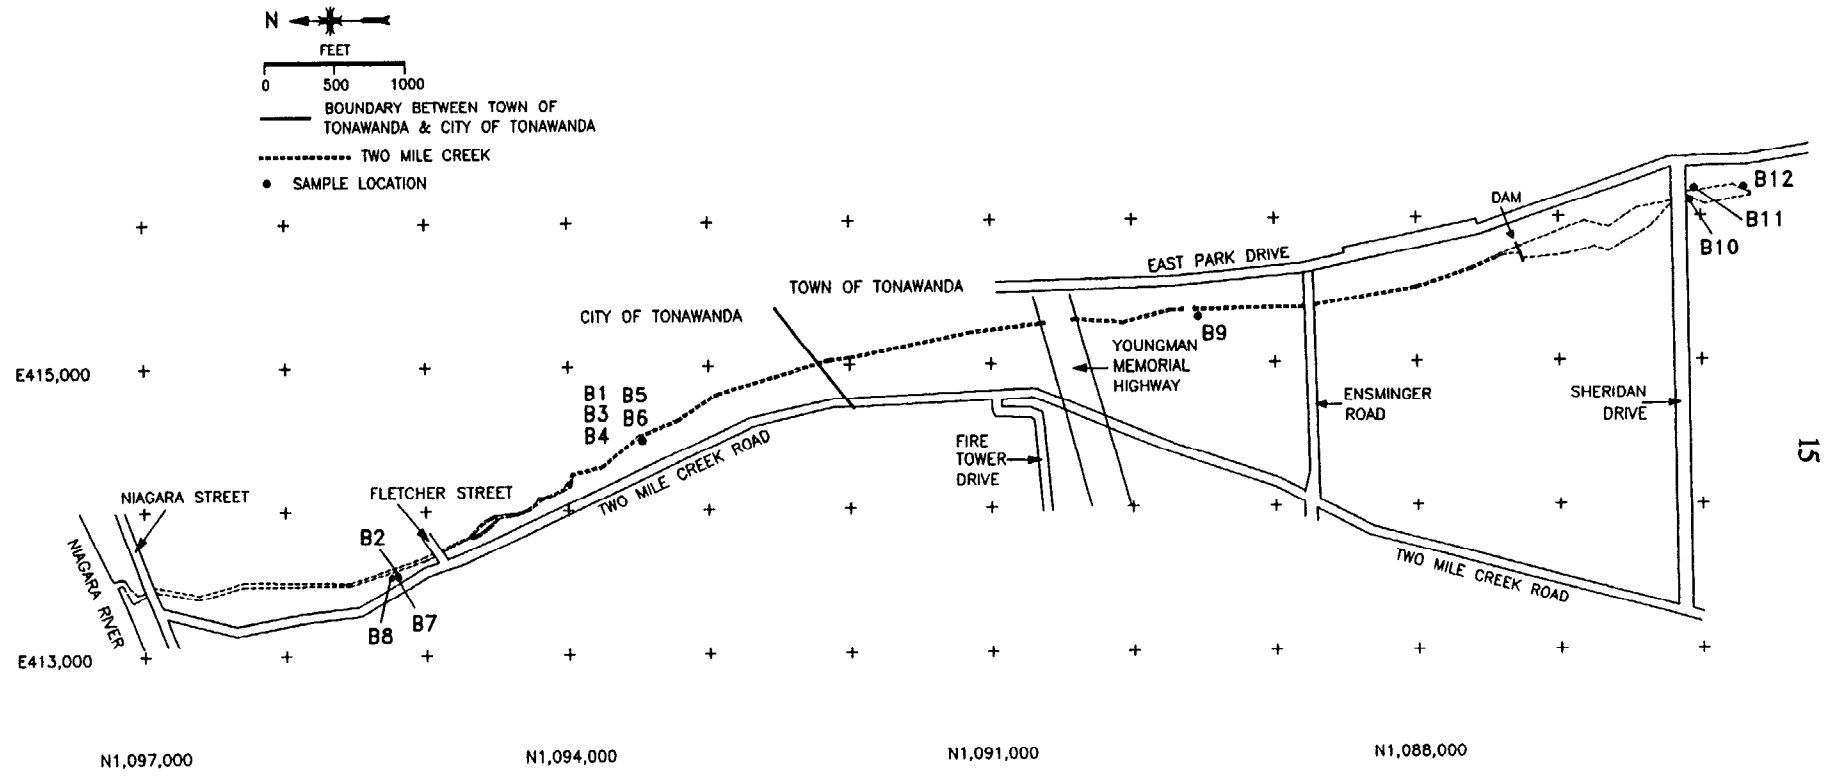 N
FEET
0 500 1000
BOUNDARY BETWEEN TOWN OF
TONAWANDA & CITY OF TONAWANDA
TWO MILE CREEK
SAMPLE LOCATION
B12
DAM
B11
B10
EAST PARK DRIVE
TOWN OF TONAWANDA
CITY OF TONAWANDA
B9
YOUNGMAN
MEMORIAL
HIGHWAY
E415,000
B1 B5
B3 B6
B4
ENSMINGER
ROAD
SHERIDAN
DRIVE
15
FIRE
TOWER
DRIVE
TWO MILE CREEK ROAD
NIAGARA STREET
FLETCHER STREET
B2
NIAGARA RIVER
B8
B7
TWO MILE CREEK ROAD
E413,000
N1,097,000
N1,094,000
N1,091,000
N1,088,000